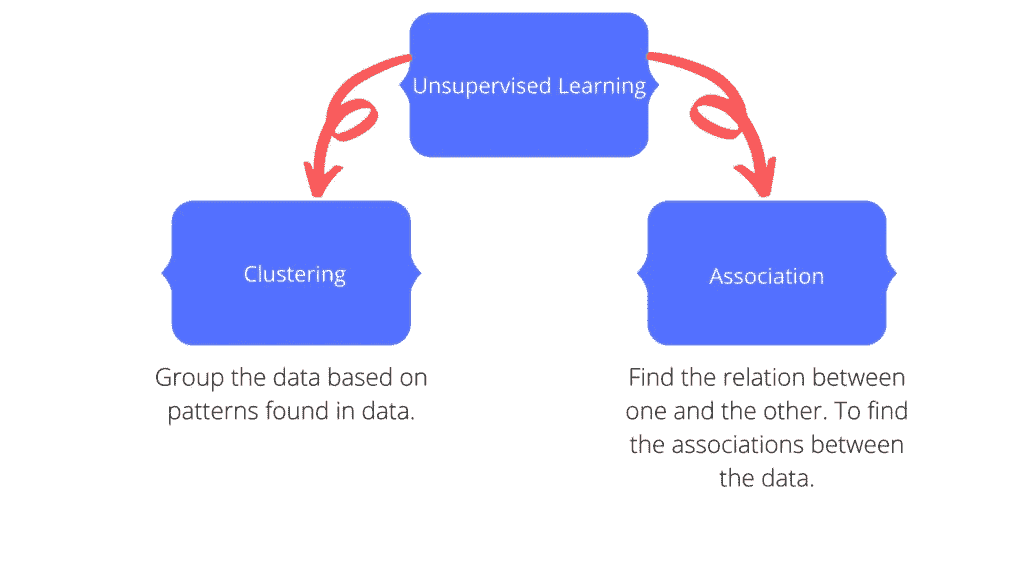 Unsupervised Learning
Clustering
Association
Group the data based on
patterns found in data.
Find the relation between
one and the other. To find
the associations between
the data.